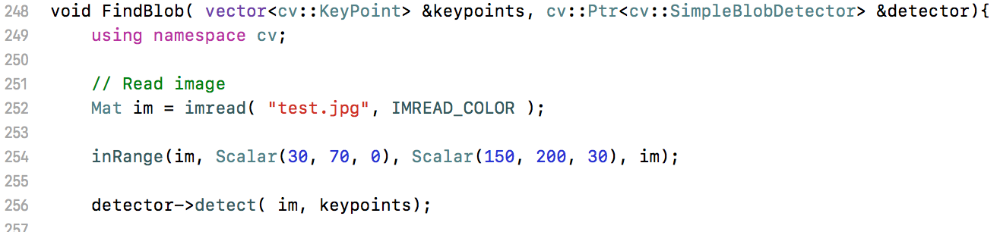 248 void FindBlob( vector<cv::KeyPoint> &keypoints, cv::Ptr<cv::SimpleBlobDetector> &detector){
249 using namespace cv;
250
251 // Read image
252 Mat im = imread( "test.jpg", IMREAD_COLOR );
253
254 inRange(im, Scalar(30, 70, 0), Scalar(150, 200, 30), im);
255
256 detector->detect( im, keypoints);
257